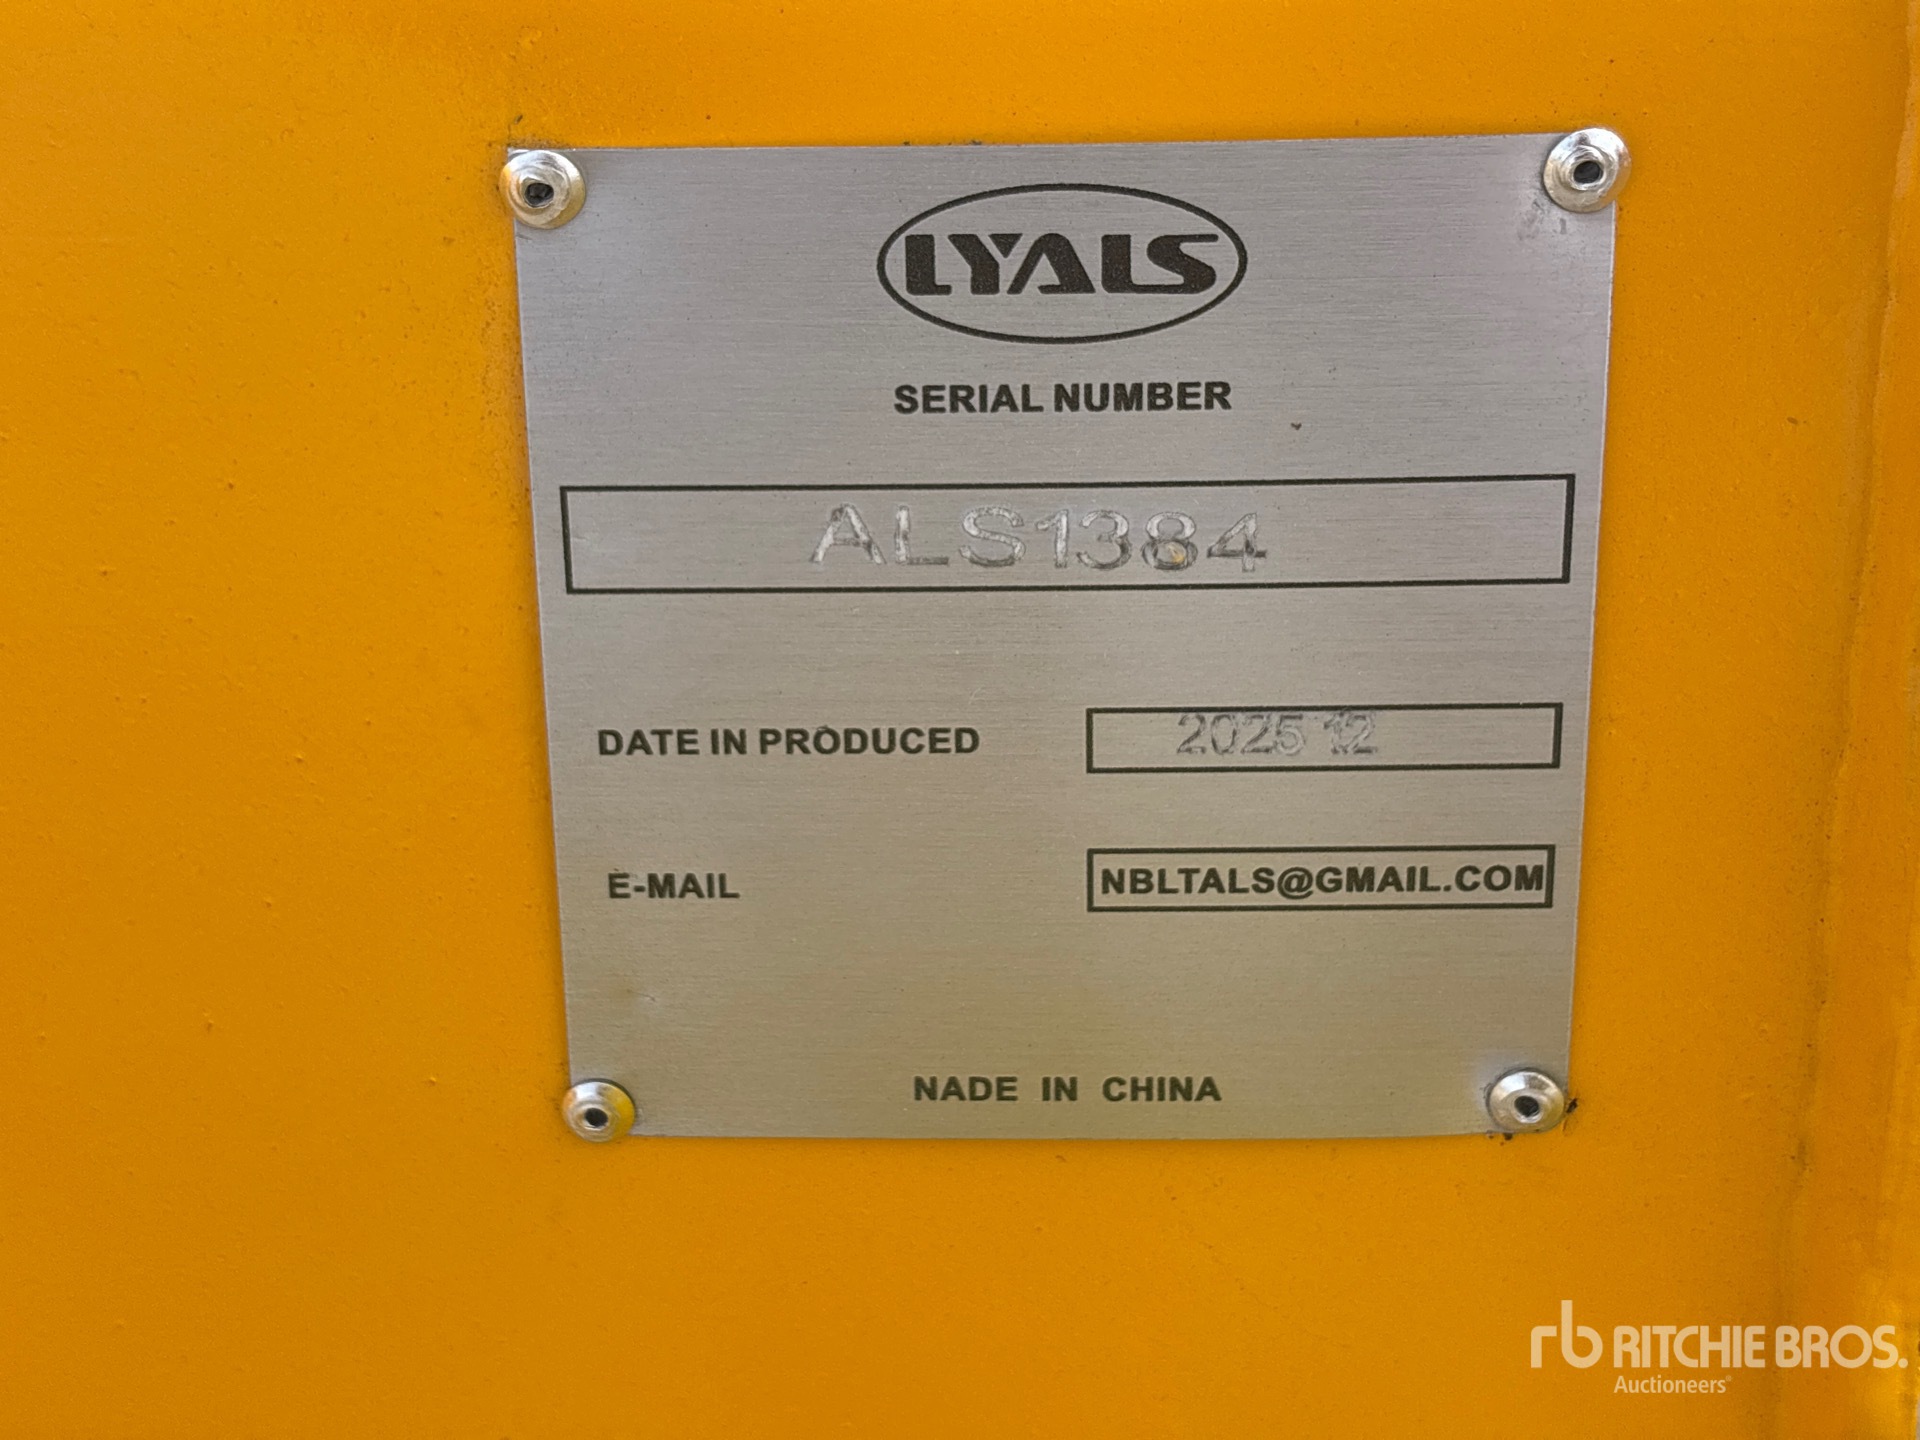 LYALS
SERIAL NUMBER
ALS1384
DATE IN PRODUCED 2025 12
E-MAIL NBLTALS@GMAIL.COM
NADE IN CHINA
rb RITCHIE BROS.
Auctioneers